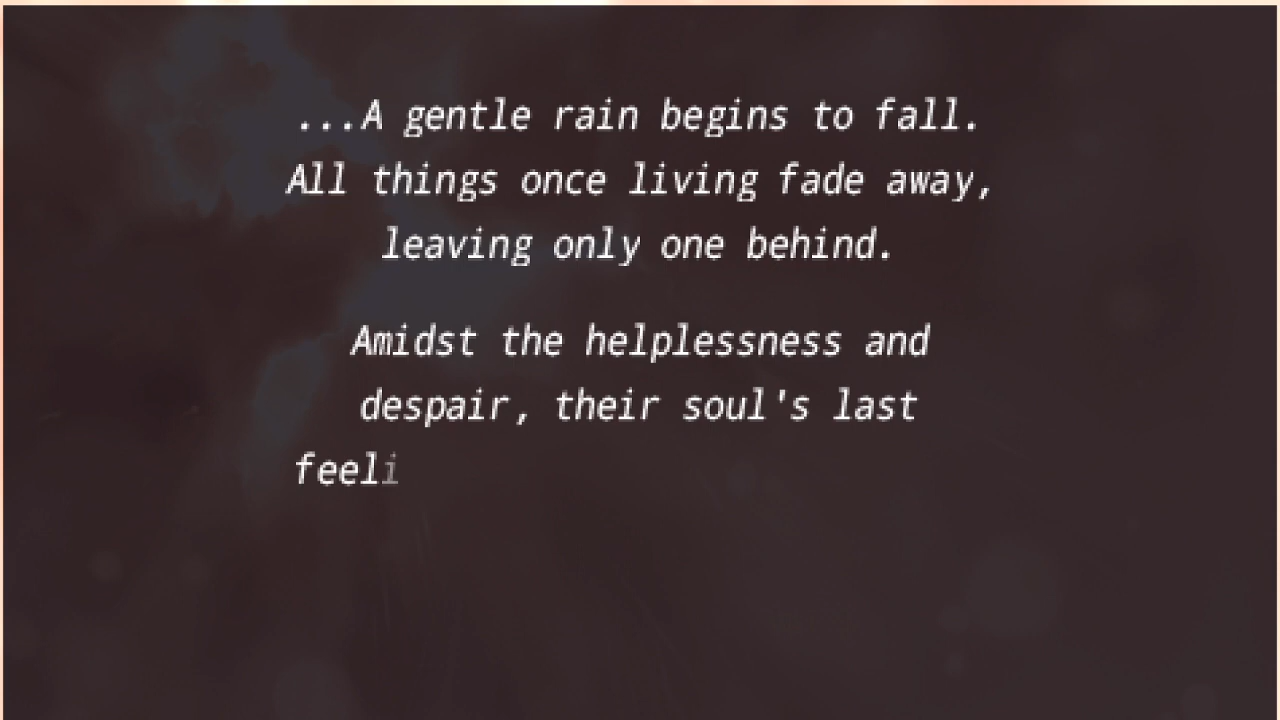 ...A gentle rain begins to fall.
All things once living fade away,
leaving only one behind.
Amidst the helplessness and
despair, their soul's last
feeli